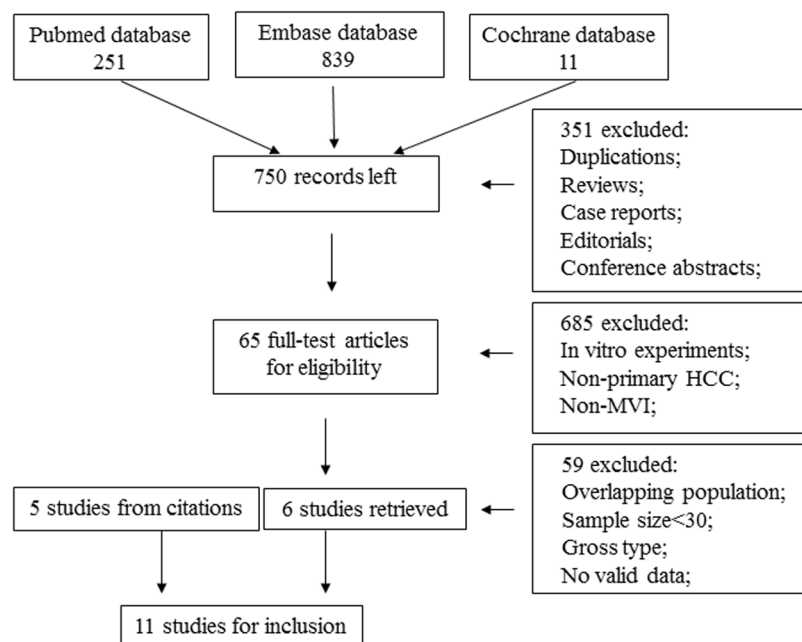 Pubmed database
251
Embase database
839
Cochrane database
11
351 excluded:
Duplications;
Reviews;
Case reports;
Editorials;
Conference abstracts;
750 records left
685 excluded:
In vitro experiments;
Non-primary HCC;
Non-MVI;
65 full-test articles
for eligibility
59 excluded:
Overlapping population;
Sample size<30;
Gross type;
No valid data;
5 studies from citations
6 studies retrieved
11 studies for inclusion